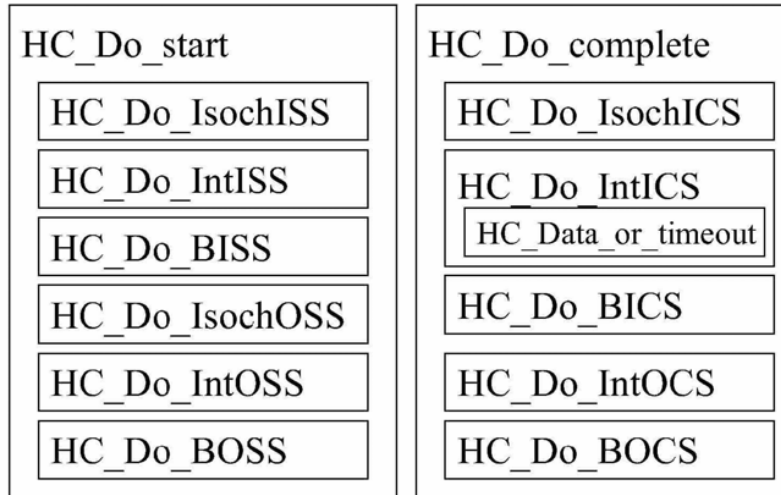 HC_Do_start
HC_Do_IsochISS
HC_Do_IntISS
HC_Do_BISS
HC_Do_IsochOSS
HC_Do_IntOSS
HC_Do_BOSS
HC_Do_complete
HC_Do_IsochICS
HC_Do_IntICS
HC_Data_or_timeout
HC_Do_BICS
HC_Do_IntOCS
HC_Do_BOCS